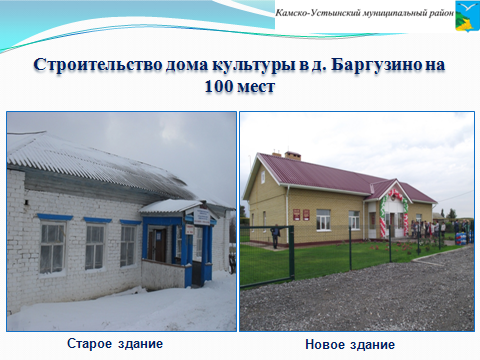 Камско-Устьинский муниципальный район
Строительство дома культуры в д. Баргузино на
100 мест
Старое здание
Новое здание